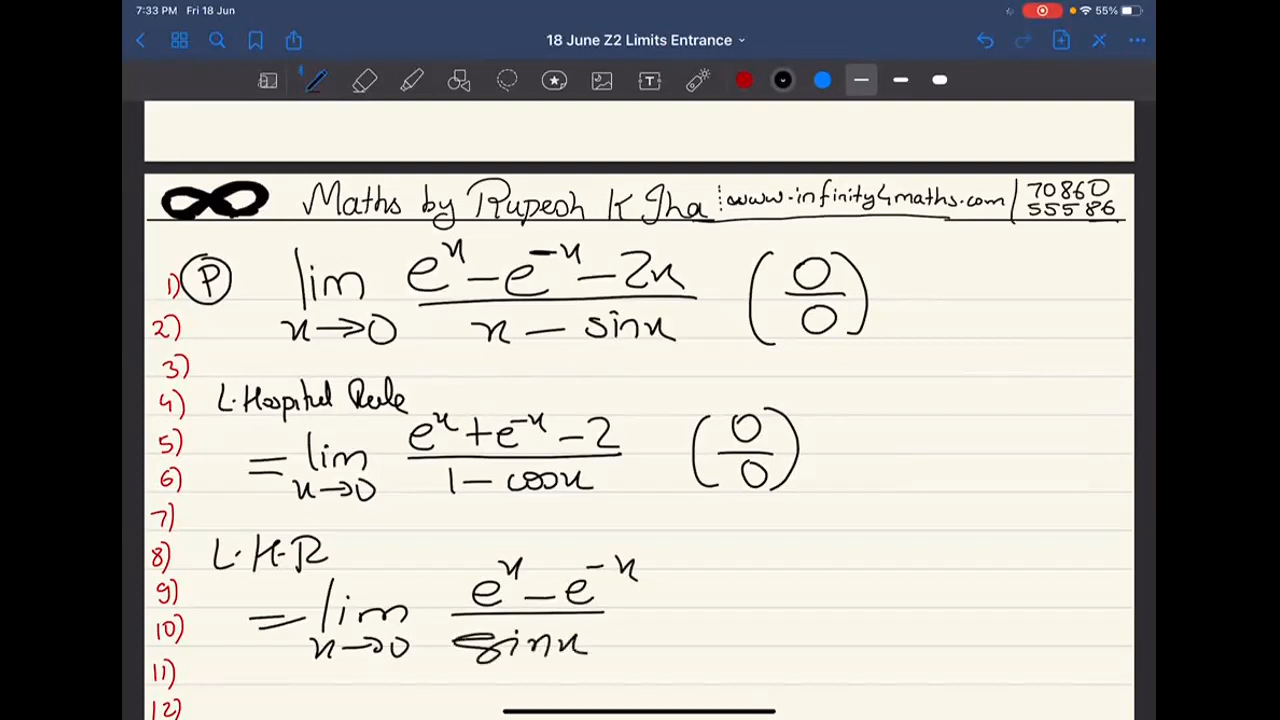 7:33 PM Fri 18 Jun
55%
18 June Z2 Limits Entrance
T
∞ Maths by Rupesh K Jha www.infinity4maths.com 70860
55586
1) P lim x→0 (e^x − e^−x − 2x)/(x − sinx) (0/0)
2)
3)
4) L.Hospital Rule
5) = lim x→0 (e^x + e^−x − 2)/(1 − cosx) (0/0)
6)
7)
8) L.H.R
9) = lim x→0 (e^x − e^−x)/sinx
10)
11)
12)